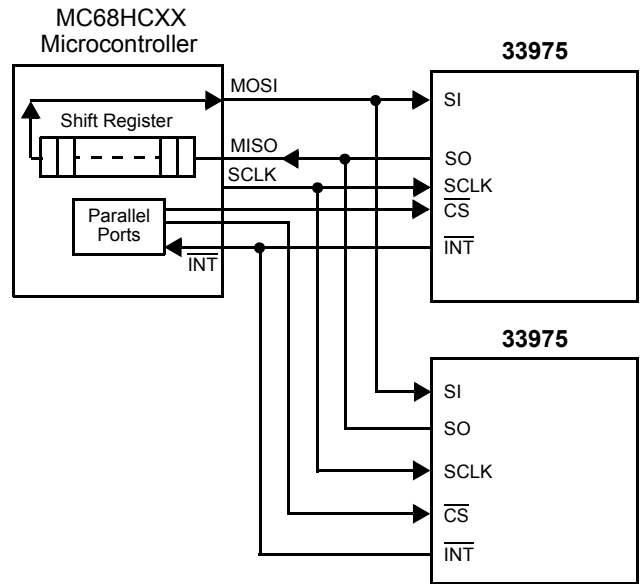 MC68HCXX
Microcontroller
33975
MOSI
SI
Shift Register
MISO
SO
SCLK
SCLK
CS
Parallel
Ports
INT
INT
33975
SI
SO
SCLK
CS
INT